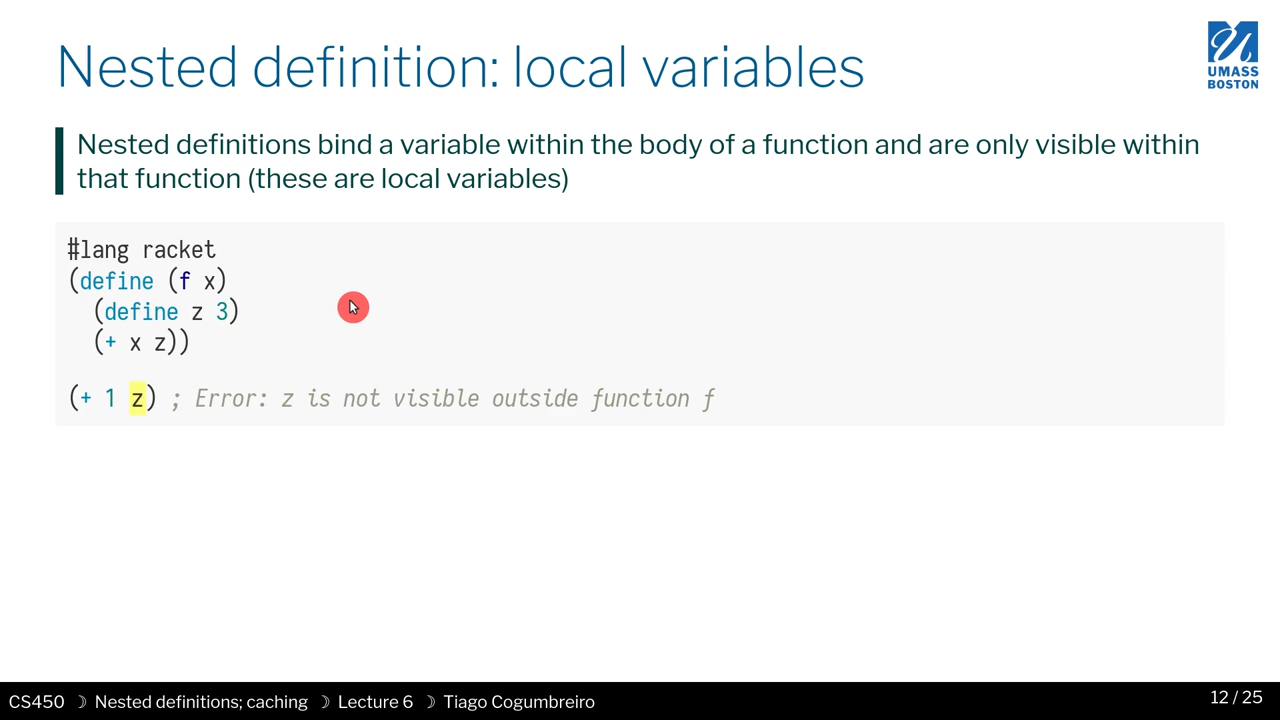 Nested definition: local variables
UMASS
BOSTON
Nested definitions bind a variable within the body of a function and are only visible within
that function (these are local variables)
#lang racket
(define (f x)
  (define z 3)
  (+ x z))
(+ 1 z) ; Error: z is not visible outside function f
CS450 ☽ Nested definitions; caching ☽ Lecture 6 ☽ Tiago Cogumbreiro
12 / 25